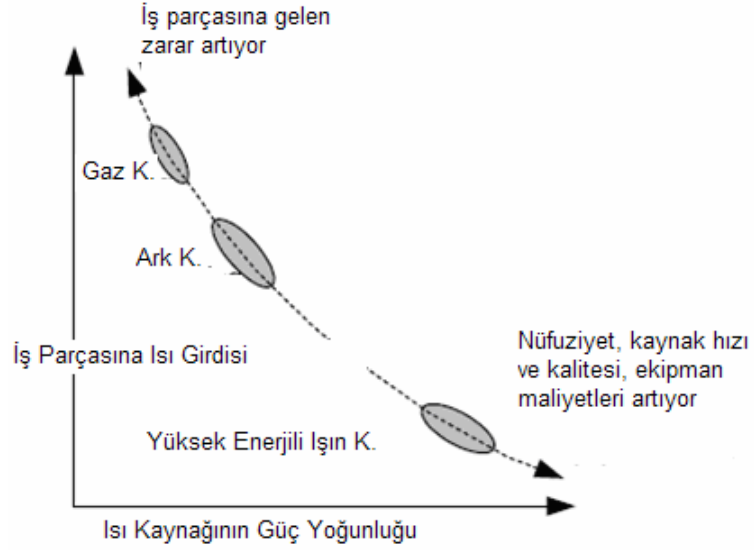 İş parçasına gelen
zarar artıyor
Gaz K.
Ark K.
İş Parçasına Isı Girdisi
Nüfuziyet, kaynak hızı
ve kalitesi, ekipman
maliyetleri artıyor
Yüksek Enerjili Işın K.
Isı Kaynağının Güç Yoğunluğu